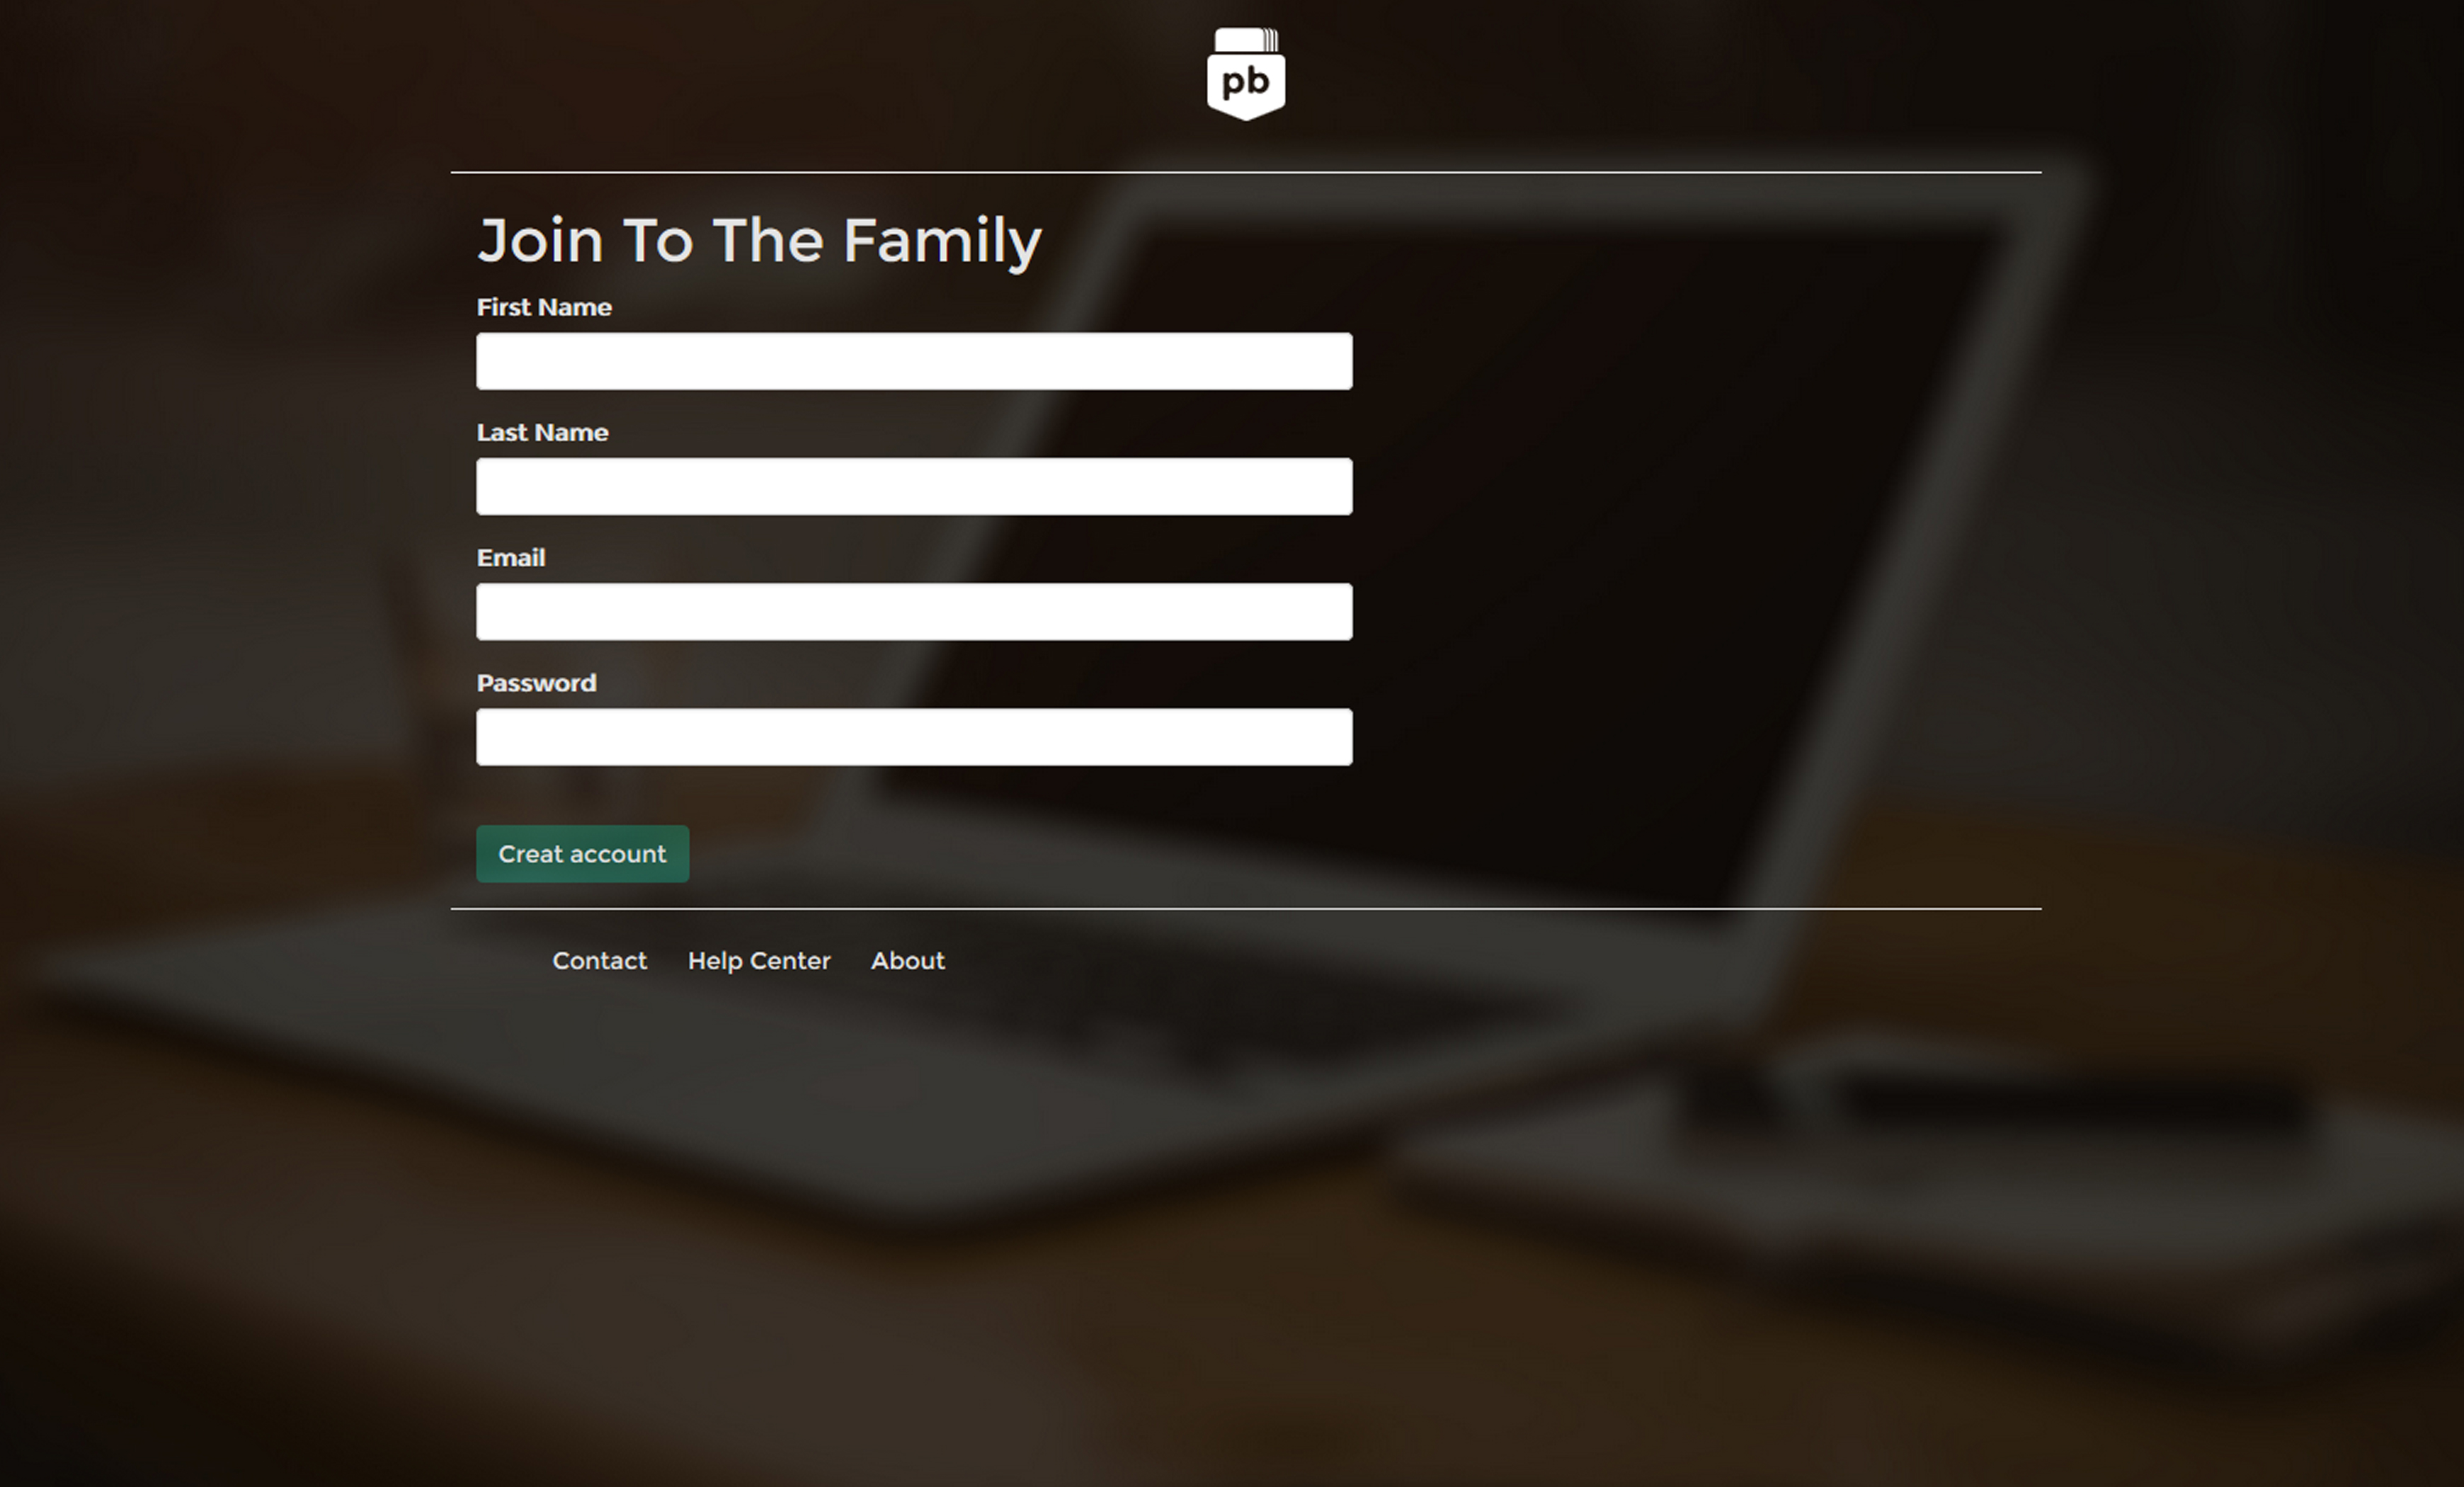 pb
Join To The Family
First Name
Last Name
Email
Password
Creat account
Contact Help Center About